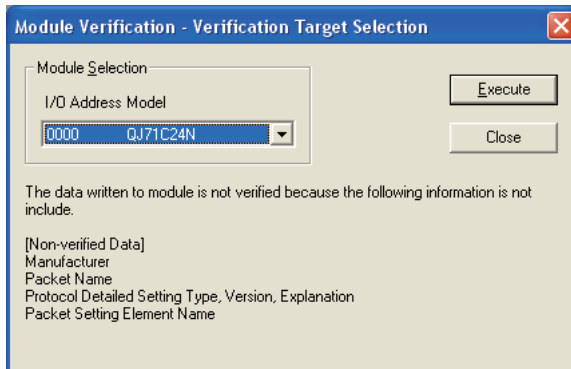 Module Verification - Verification Target Selection
Module Selection
I/O Address Model
0000 QJ71C24N
Execute
Close
The data written to module is not verified because the following information is not
include.
[Non-verified Data]
Manufacturer
Packet Name
Protocol Detailed Setting Type, Version, Explanation
Packet Setting Element Name